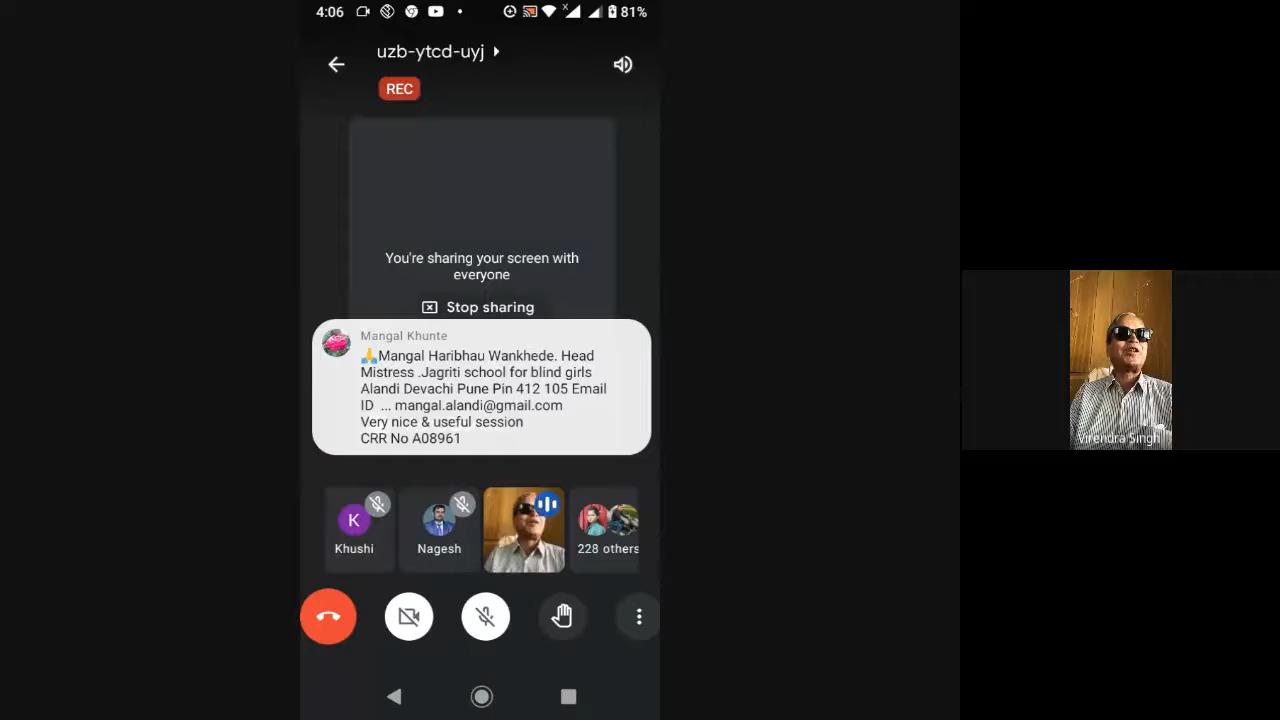 4:06
81%
uzb-ytcd-uyj
REC
You're sharing your screen with
everyone
Stop sharing
Mangal Khunte
🙏Mangal Haribhau Wankhede. Head
Mistress .Jagriti school for blind girls
Alandi Devachi Pune Pin 412 105 Email
ID ... mangal.alandi@gmail.com
Very nice & useful session
CRR No A08961
K
Khushi
Nagesh
228 others
Virendra Singh